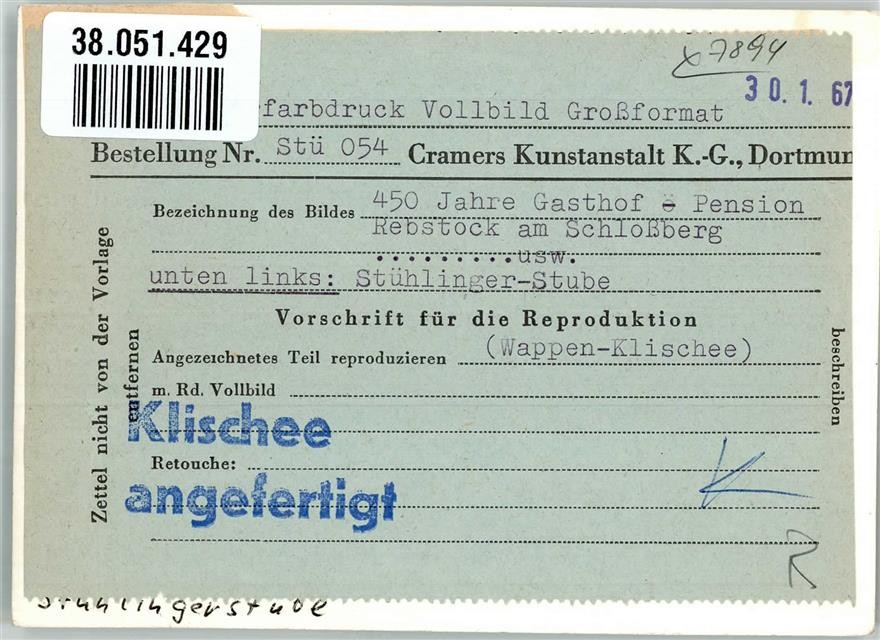 38.051.429
x7894
30.1.67
farbdruck Vollbild Großformat
Bestellung Nr. Stü 054 Cramers Kunstanstalt K.-G., Dortmun
Bezeichnung des Bildes 450 Jahre Gasthof - Pension
Rebstock am Schloßberg
.........usw.
unten links: Stühlinger-Stube
Vorschrift für die Reproduktion
Angezeichnetes Teil reproduzieren (Wappen-Klischee)
m. Rd. Vollbild
Klischee
Retouche:
angefertigt
Zettel nicht von der Vorlage
entfernen
beschreiben
Stühlingerstube